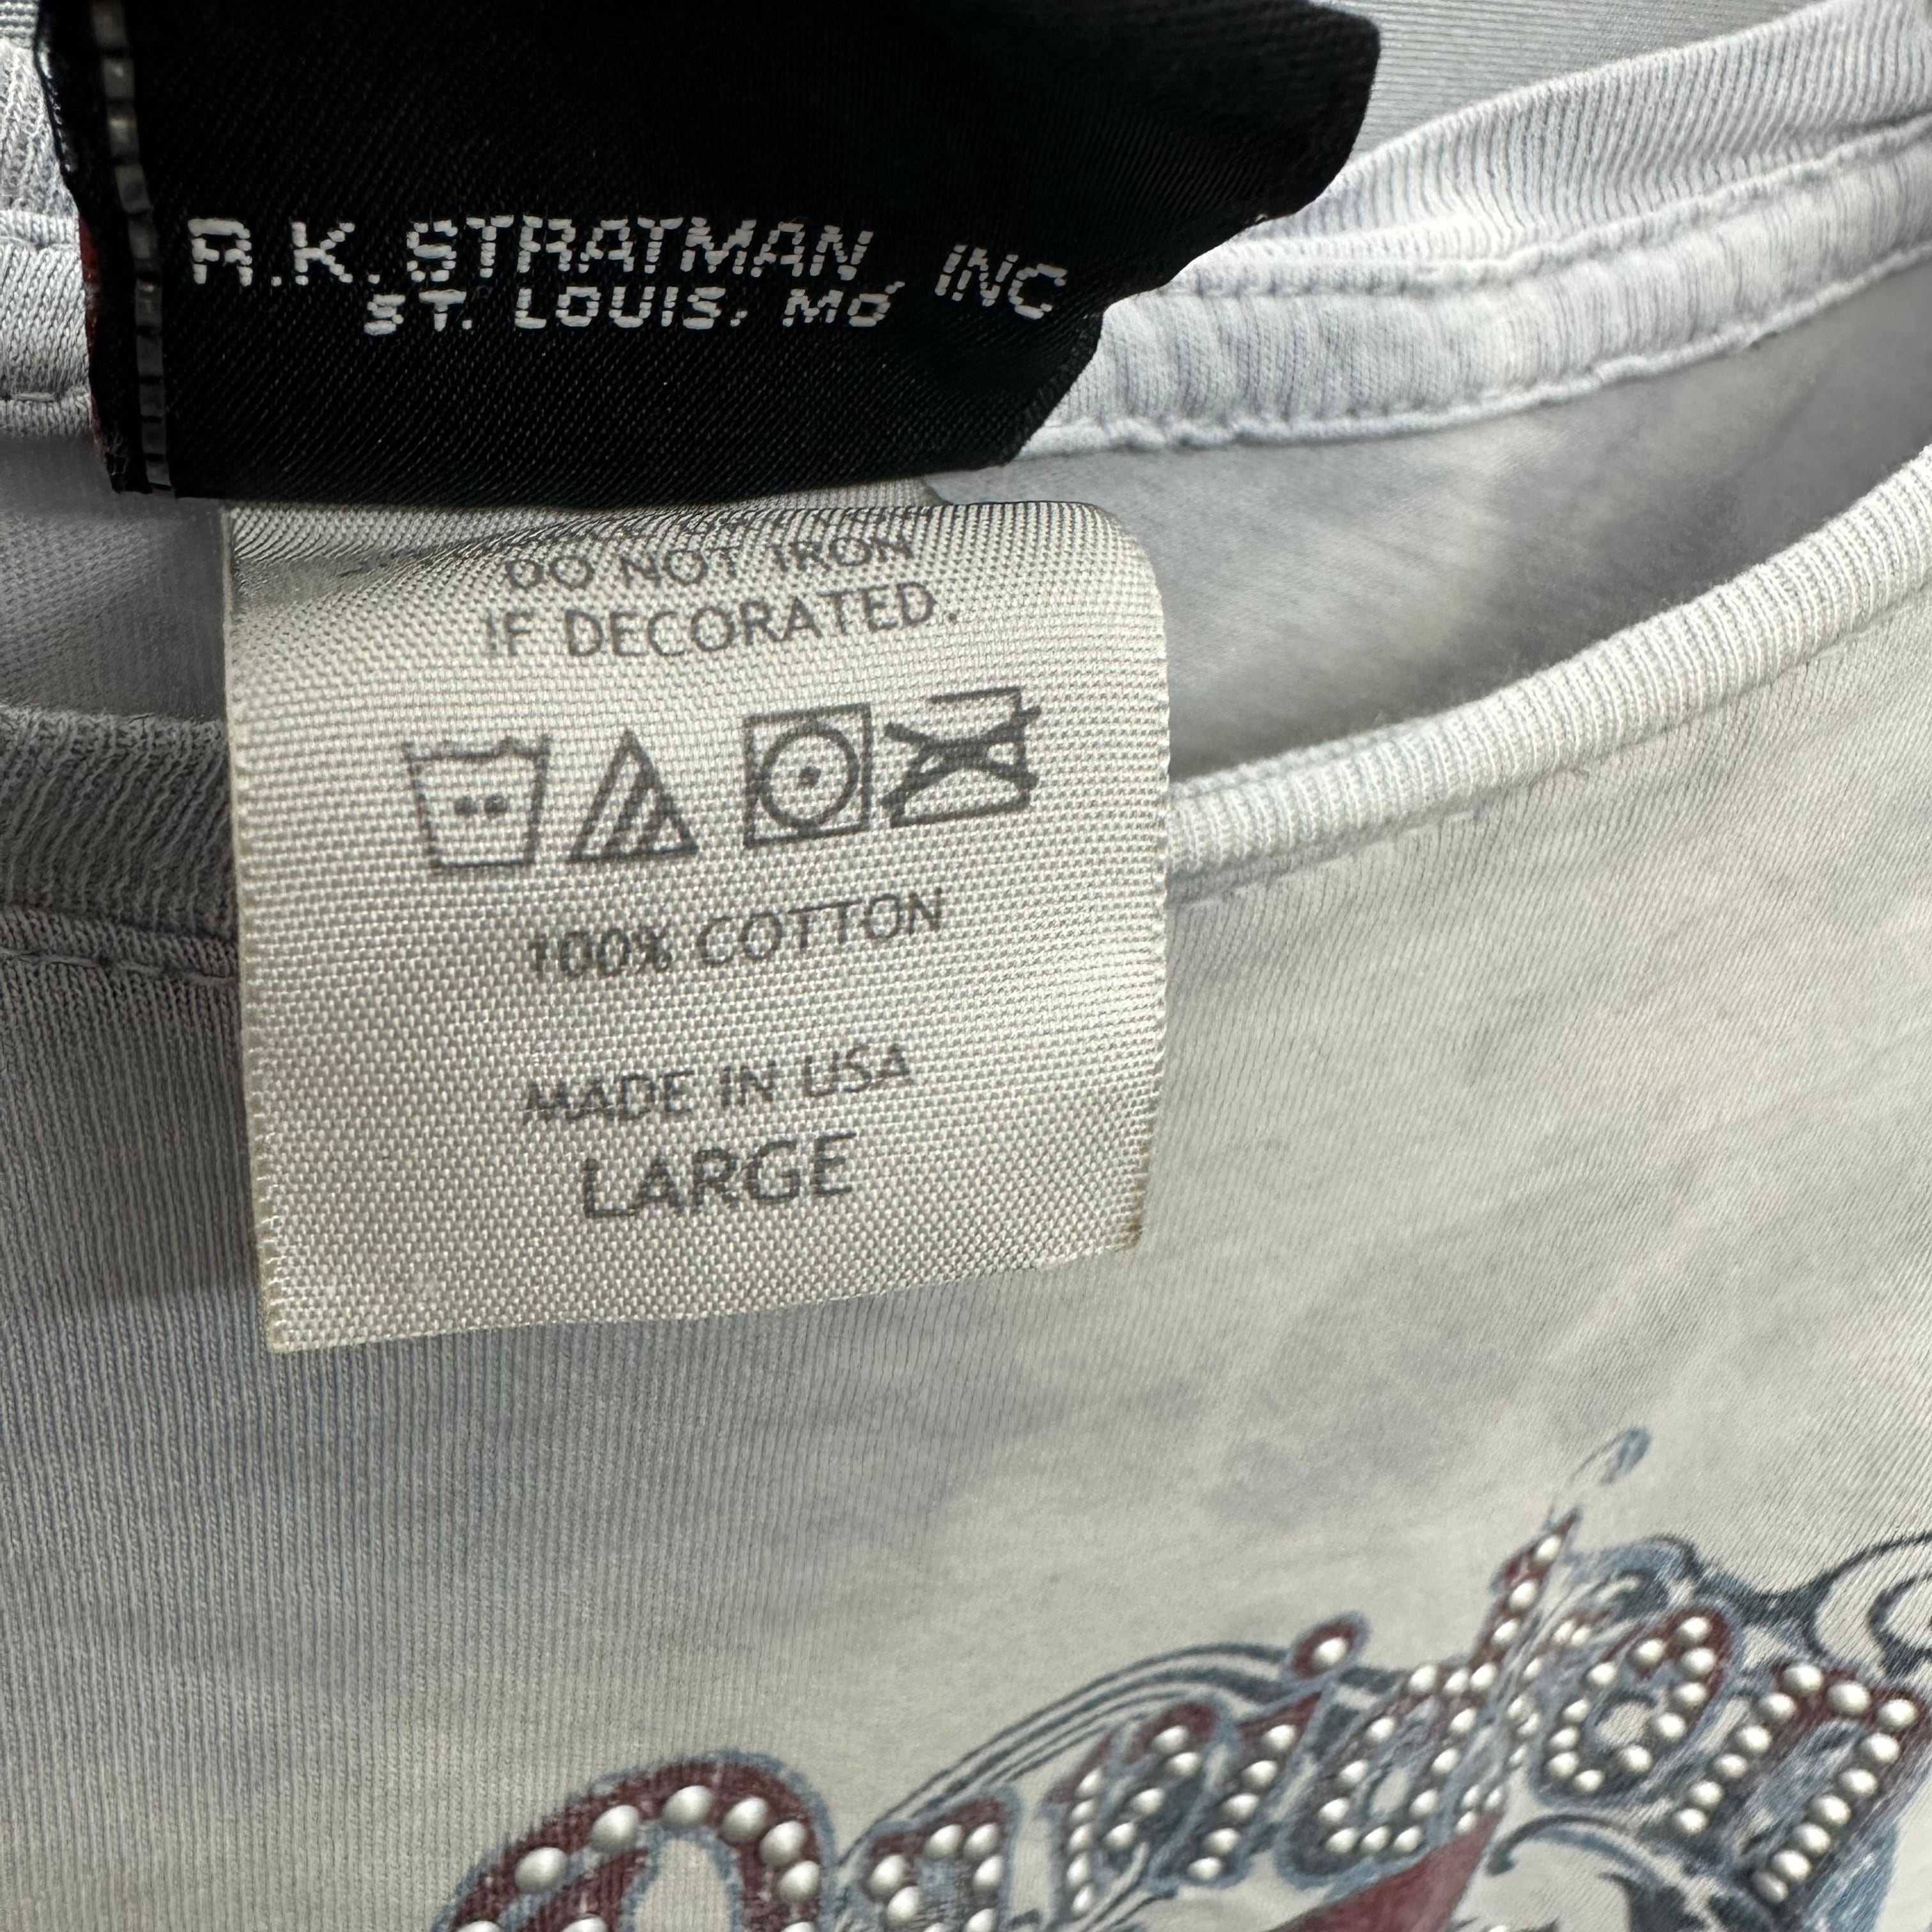 R.K. STRATMAN, INC
ST. LOUIS, MO
DO NOT IRON
IF DECORATED.
100% COTTON
MADE IN USA
LARGE